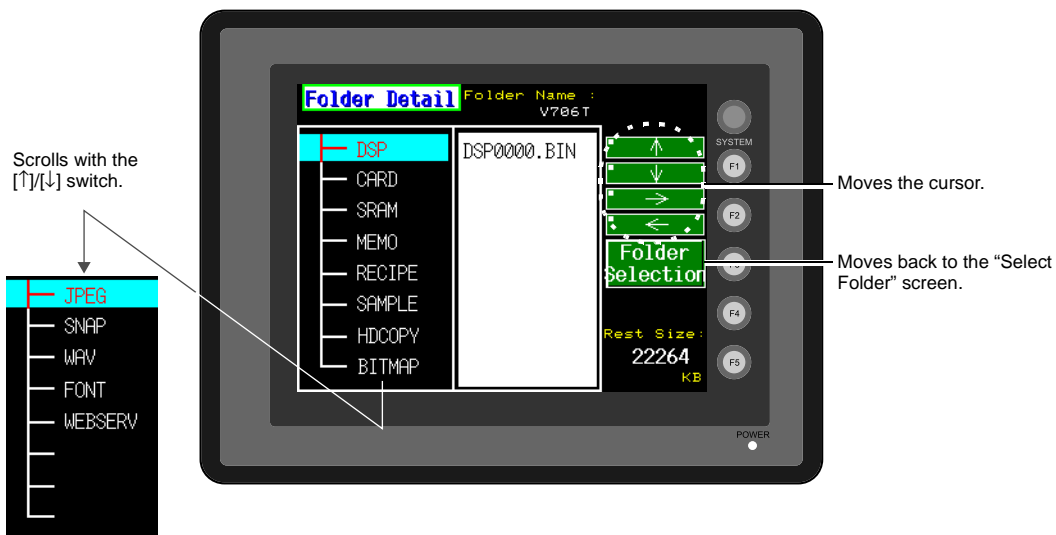 Scrolls with the
[↑]/[↓] switch.
JPEG
SNAP
WAV
FONT
WEBSERV
Folder Detail
Folder Name :
V706T
DSP
CARD
SRAM
MEMO
RECIPE
SAMPLE
HDCOPY
BITMAP
DSP0000.BIN
↑
↓
→
←
Folder
Selection
Rest Size:
22264
KB
SYSTEM
F1
F2
F3
F4
F5
POWER
Moves the cursor.
Moves back to the “Select
Folder” screen.